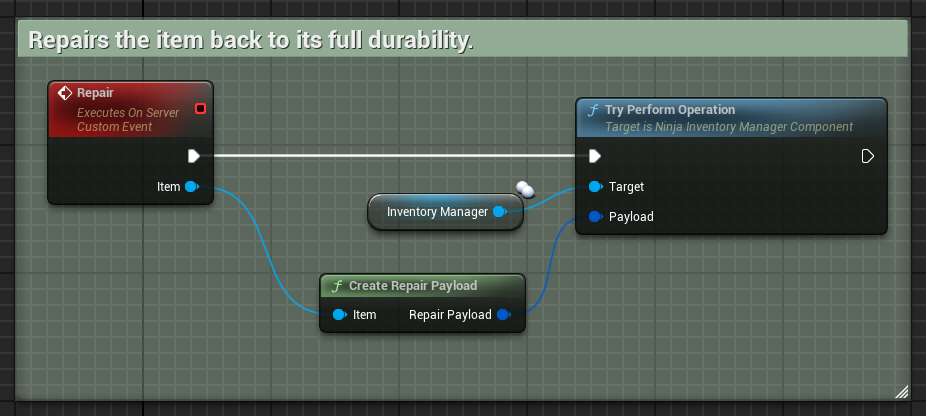 Repairs the item back to its full durability.
Repair
Executes On Server
Custom Event
Item
Try Perform Operation
Target is Ninja Inventory Manager Component
Target
Payload
Inventory Manager
Create Repair Payload
Item Repair Payload